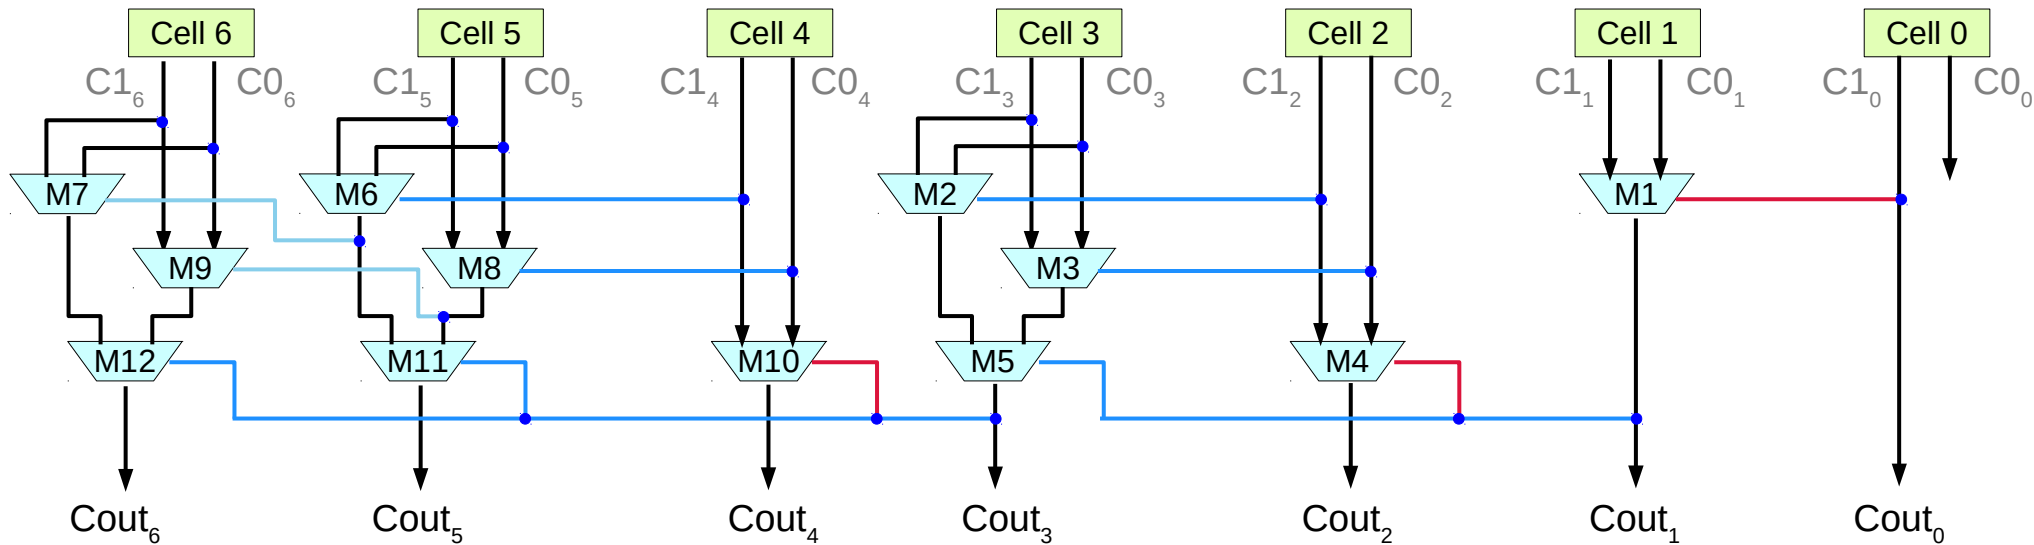 Cell 6 Cell 5 Cell 4 Cell 3 Cell 2 Cell 1 Cell 0
C1₆ C0₆ C1₅ C0₅ C1₄ C0₄ C1₃ C0₃ C1₂ C0₂ C1₁ C0₁ C1₀ C0₀
M7 M6 M2 M1
M9 M8 M3
M12 M11 M10 M5 M4
Cout₆ Cout₅ Cout₄ Cout₃ Cout₂ Cout₁ Cout₀